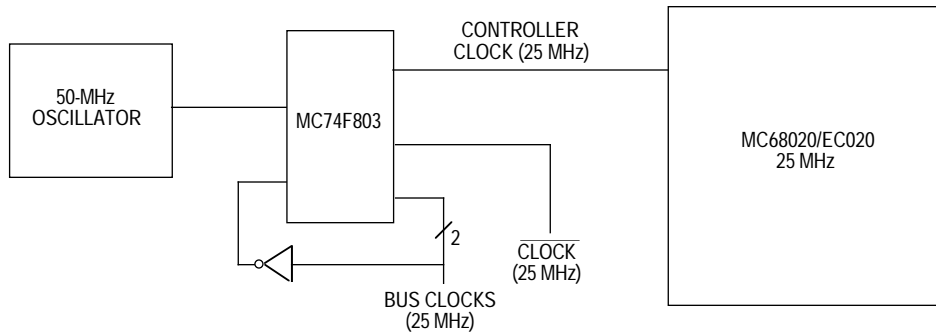 CONTROLLER
CLOCK (25 MHz)
50-MHz
OSCILLATOR
MC74F803
MC68020/EC020
25 MHz
2
CLOCK
(25 MHz)
BUS CLOCKS
(25 MHz)